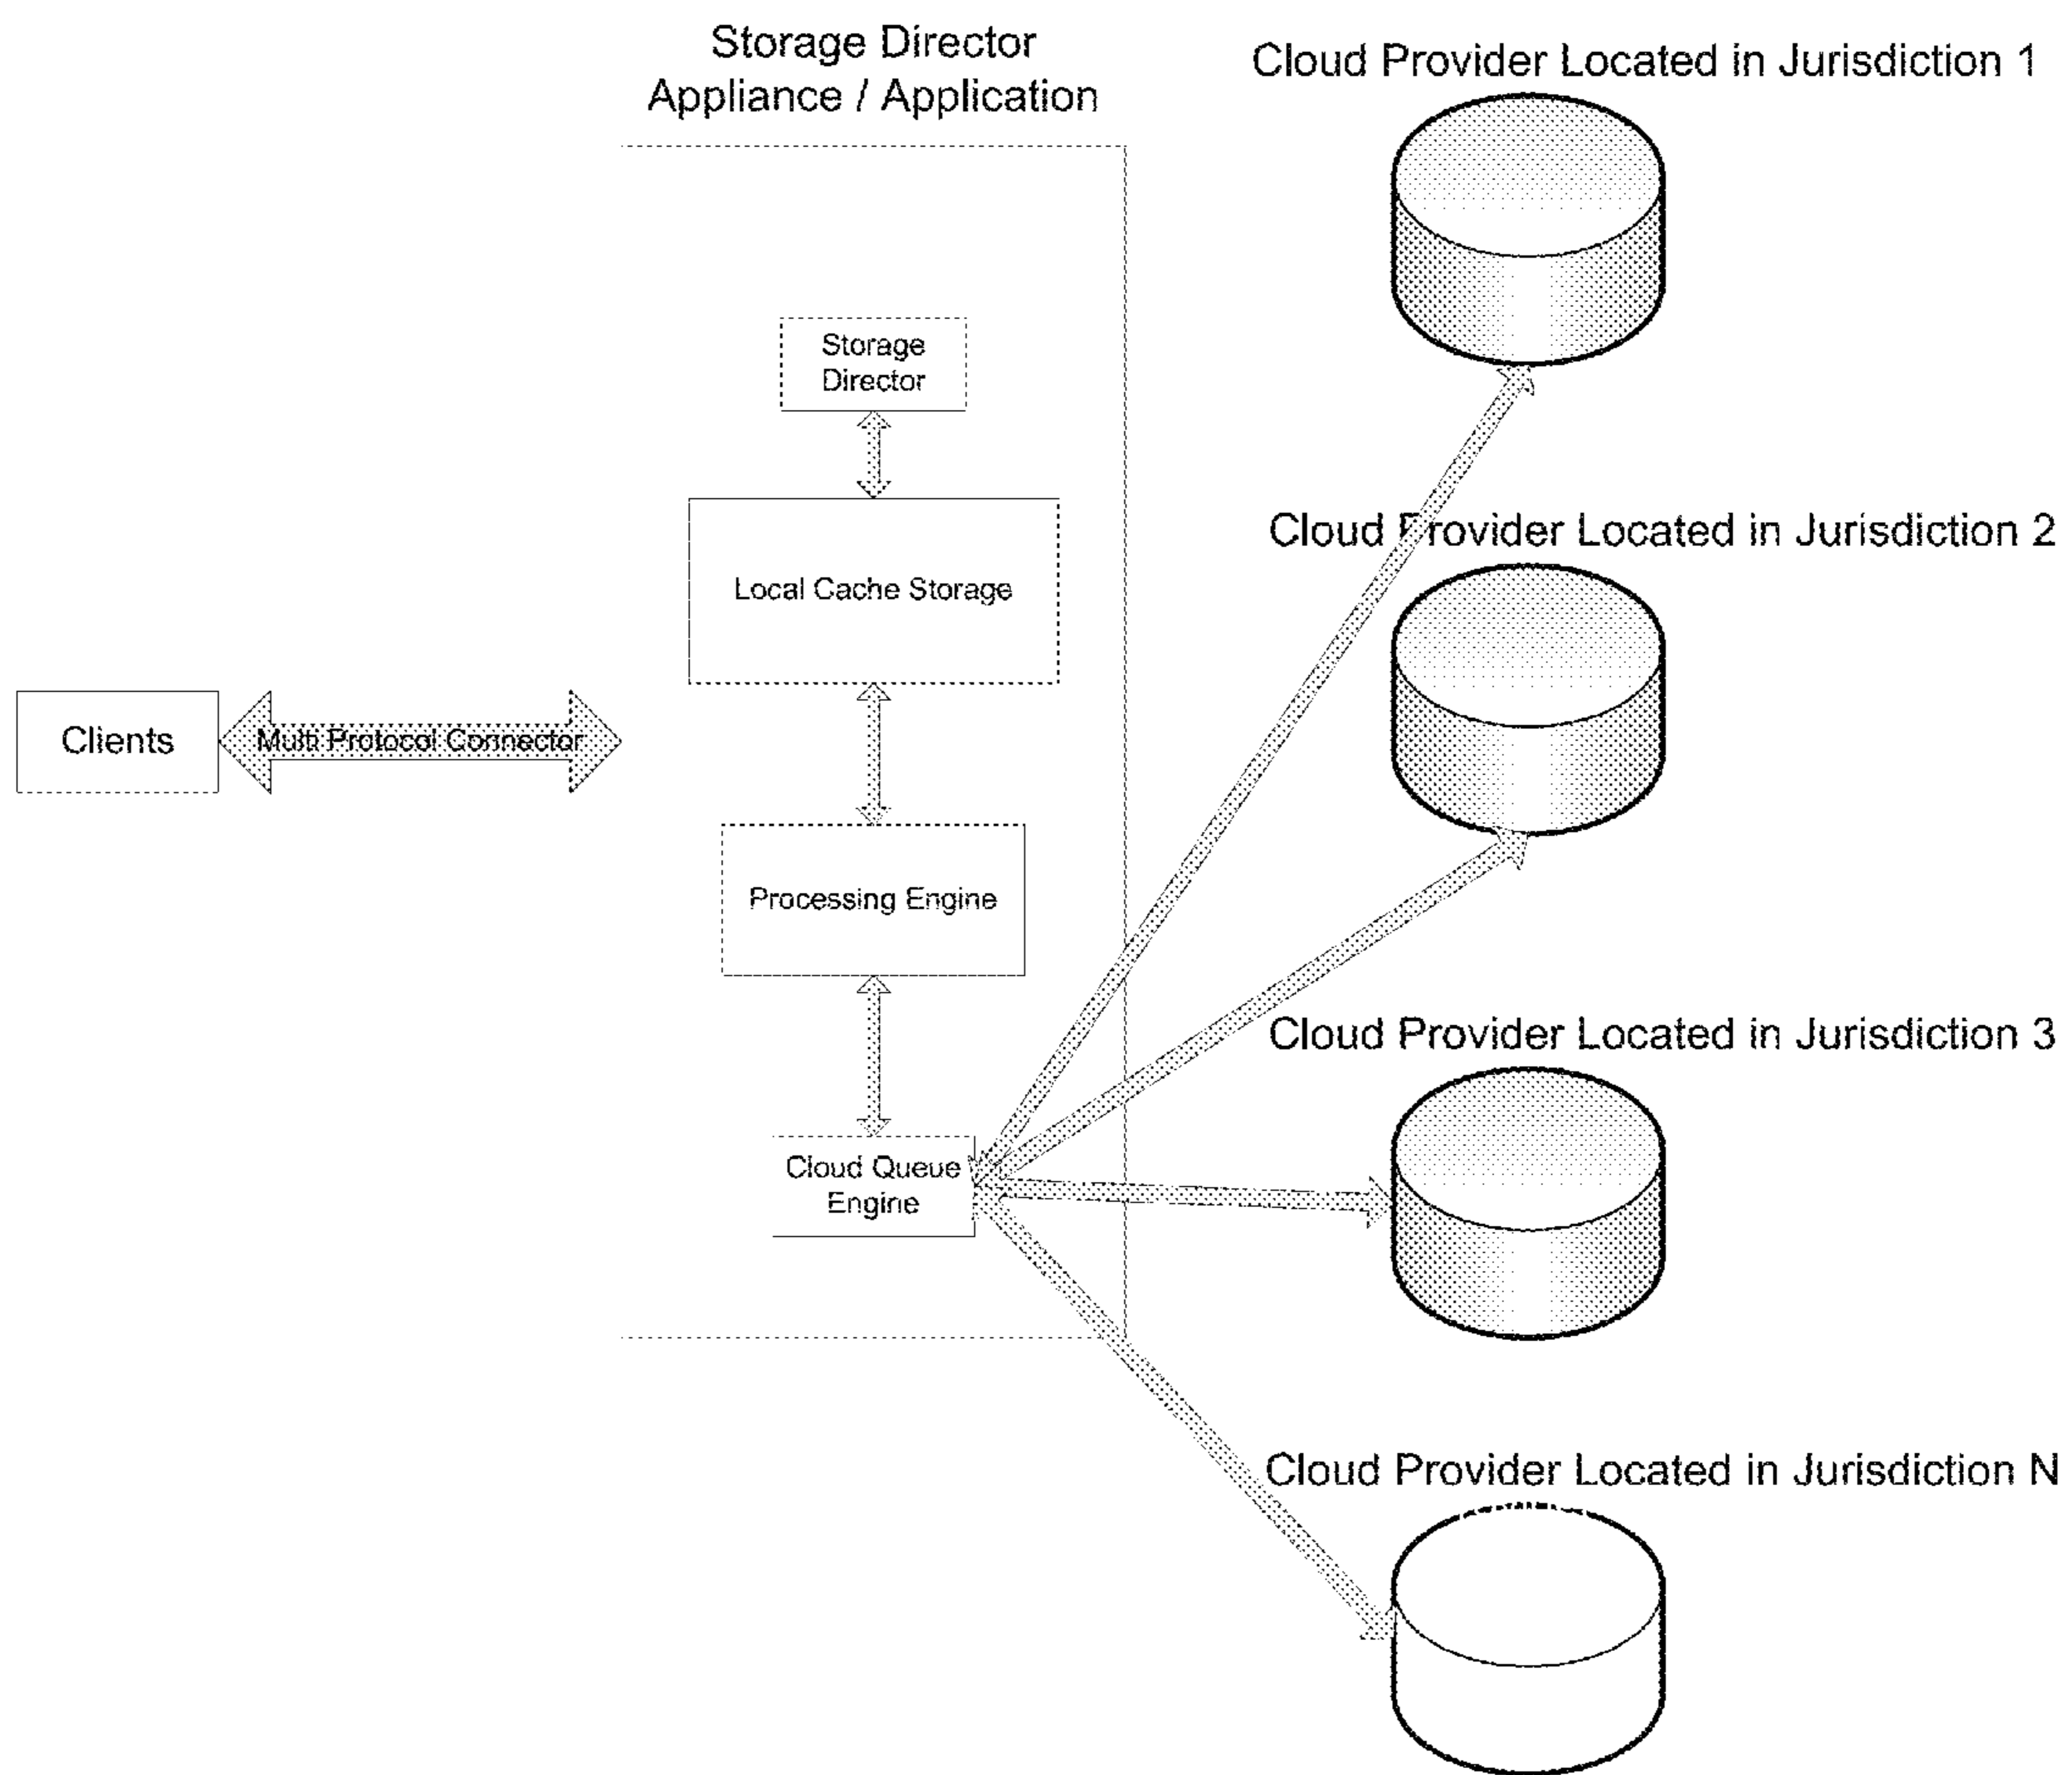 Storage Director
Appliance / Application
Cloud Provider Located in Jurisdiction 1
Storage
Director
Cloud Provider Located in Jurisdiction 2
Local Cache Storage
Clients
Multi Protocol Connector
Processing Engine
Cloud Provider Located in Jurisdiction 3
Cloud Queue
Engine
Cloud Provider Located in Jurisdiction N